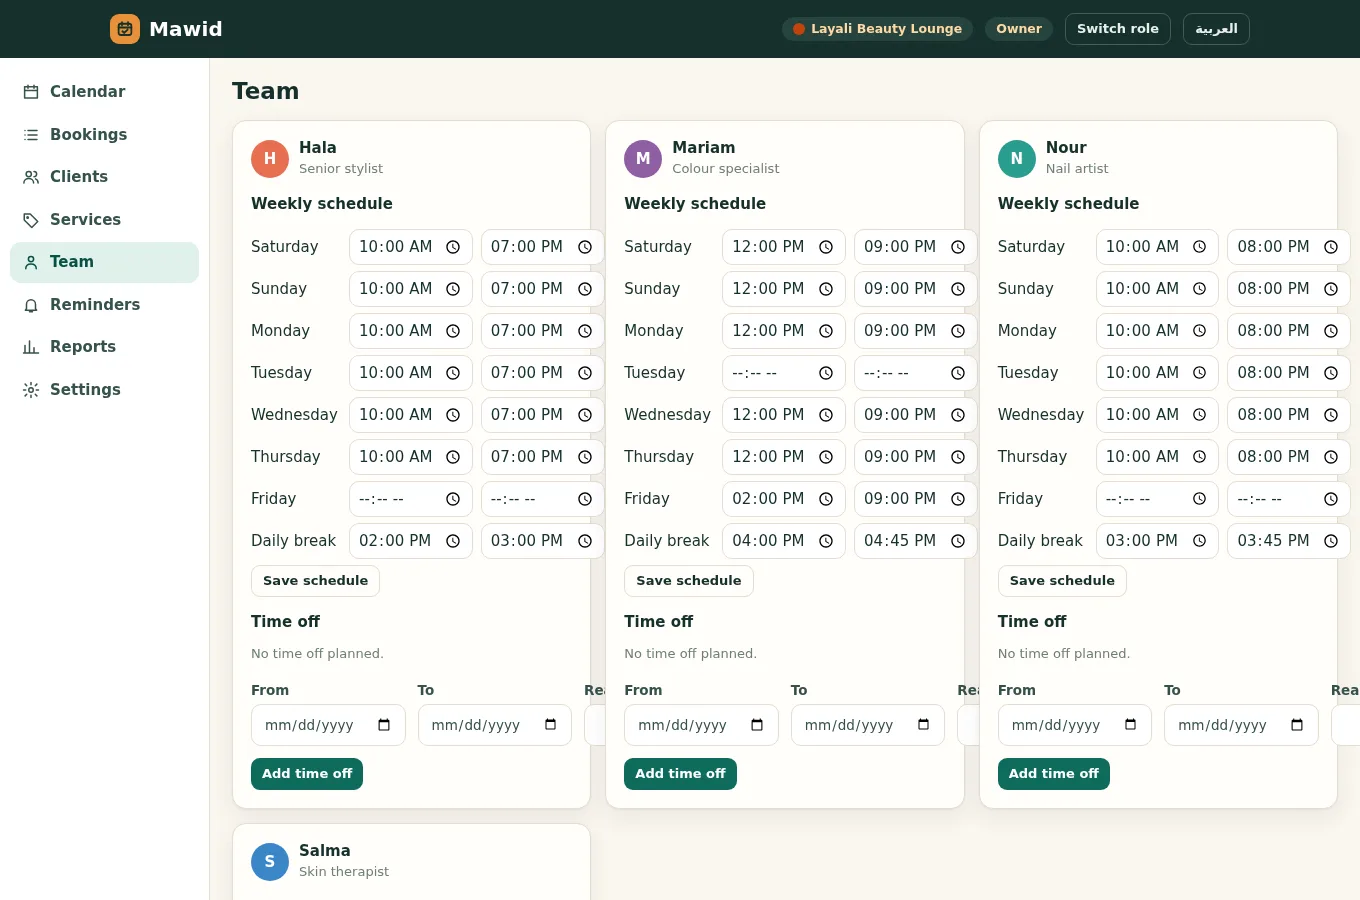 Mawid
Layali Beauty Lounge
Owner
Switch role
العربية
Calendar
Bookings
Clients
Services
Team
Reminders
Reports
Settings
Team
H
Hala
Senior stylist
Weekly schedule
Saturday 10:00 AM 07:00 PM
Sunday 10:00 AM 07:00 PM
Monday 10:00 AM 07:00 PM
Tuesday 10:00 AM 07:00 PM
Wednesday 10:00 AM 07:00 PM
Thursday 10:00 AM 07:00 PM
Friday --:-- -- --:-- --
Daily break 02:00 PM 03:00 PM
Save schedule
Time off
No time off planned.
From To
mm/dd/yyyy mm/dd/yyyy
Add time off
M
Mariam
Colour specialist
Weekly schedule
Saturday 12:00 PM 09:00 PM
Sunday 12:00 PM 09:00 PM
Monday 12:00 PM 09:00 PM
Tuesday --:-- -- --:-- --
Wednesday 12:00 PM 09:00 PM
Thursday 12:00 PM 09:00 PM
Friday 02:00 PM 09:00 PM
Daily break 04:00 PM 04:45 PM
Save schedule
Time off
No time off planned.
From To
mm/dd/yyyy mm/dd/yyyy
Add time off
N
Nour
Nail artist
Weekly schedule
Saturday 10:00 AM 08:00 PM
Sunday 10:00 AM 08:00 PM
Monday 10:00 AM 08:00 PM
Tuesday 10:00 AM 08:00 PM
Wednesday 10:00 AM 08:00 PM
Thursday 10:00 AM 08:00 PM
Friday --:-- -- --:-- --
Daily break 03:00 PM 03:45 PM
Save schedule
Time off
No time off planned.
From To
mm/dd/yyyy mm/dd/yyyy
Add time off
S
Salma
Skin therapist